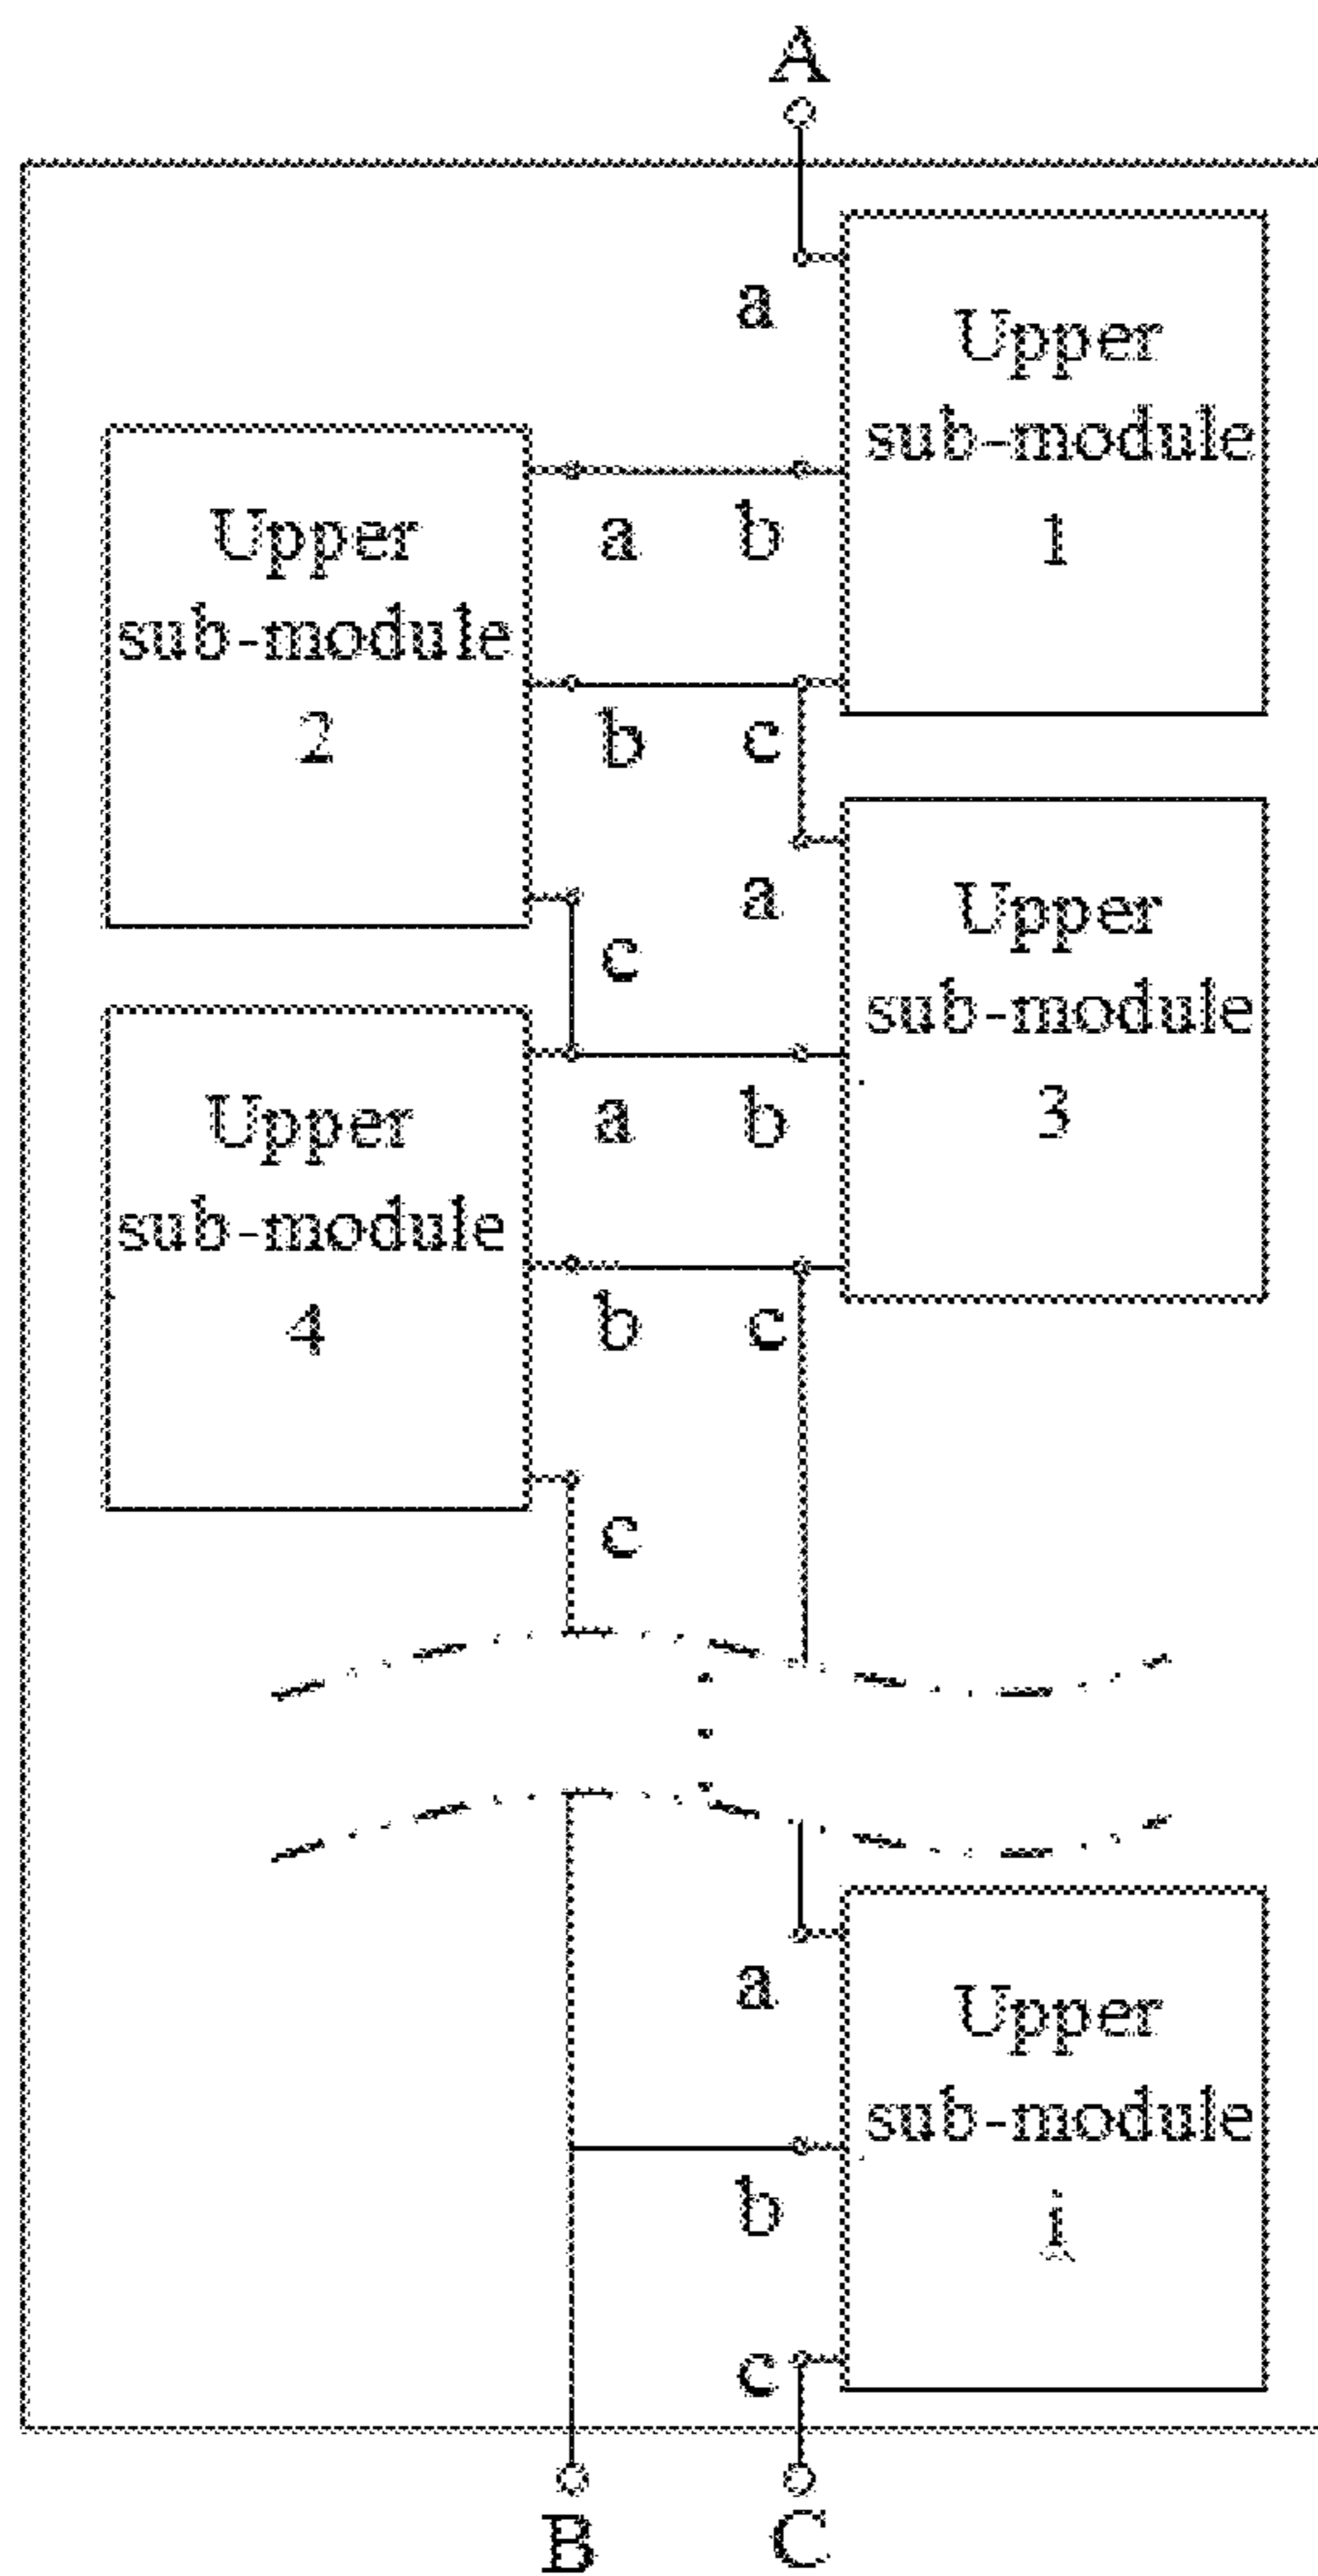 A
a
Upper
sub-module
1
Upper
sub-module
2
a b
b c
a
Upper
sub-module
3
c
Upper
sub-module
4
a b
b c
c
a
Upper
sub-module
i
b
c
B C